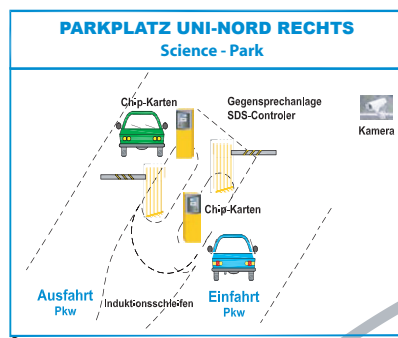 PARKPLATZ UNI-NORD RECHTS
Science - Park
Chip-Karten
Gegensprechanlage
SDS-Controler
Kamera
Chip-Karten
Ausfahrt
Pkw
Induktionsschleifen
Einfahrt
Pkw